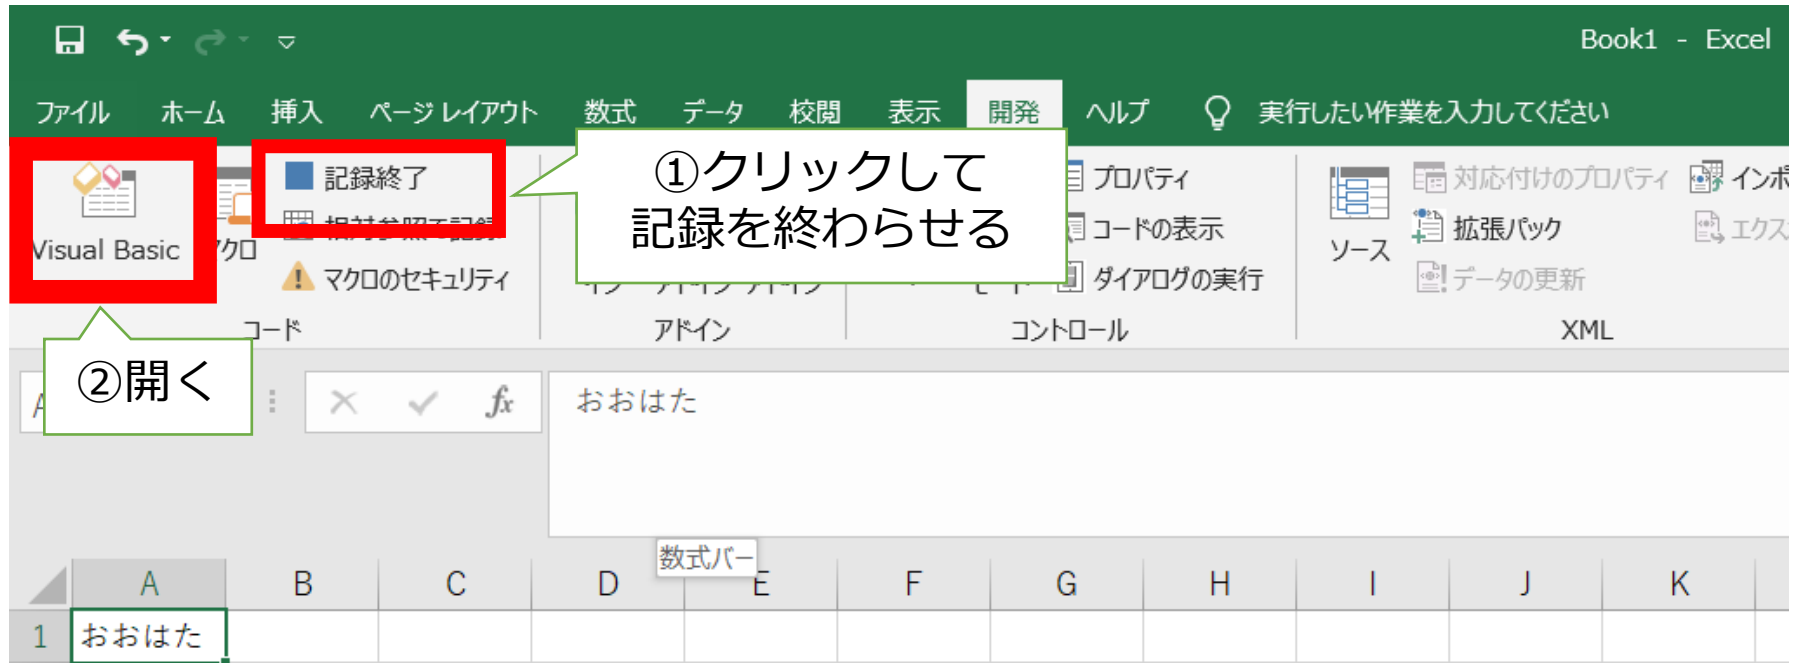 Book1 - Excel
ファイル ホーム 挿入 ページ レイアウト 数式 データ 校閲 表示 開発 ヘルプ 実行したい作業を入力してください
①クリックして
記録を終わらせる
記録終了
マクロのセキュリティ
Visual Basic
コード
アドイン
プロパティ
コードの表示
ダイアログの実行
コントロール
ソース
対応付けのプロパティ
拡張パック
データの更新
XML
②開く
fx
おおはた
数式バー
A B C D E F G H I J K
1 おおはた